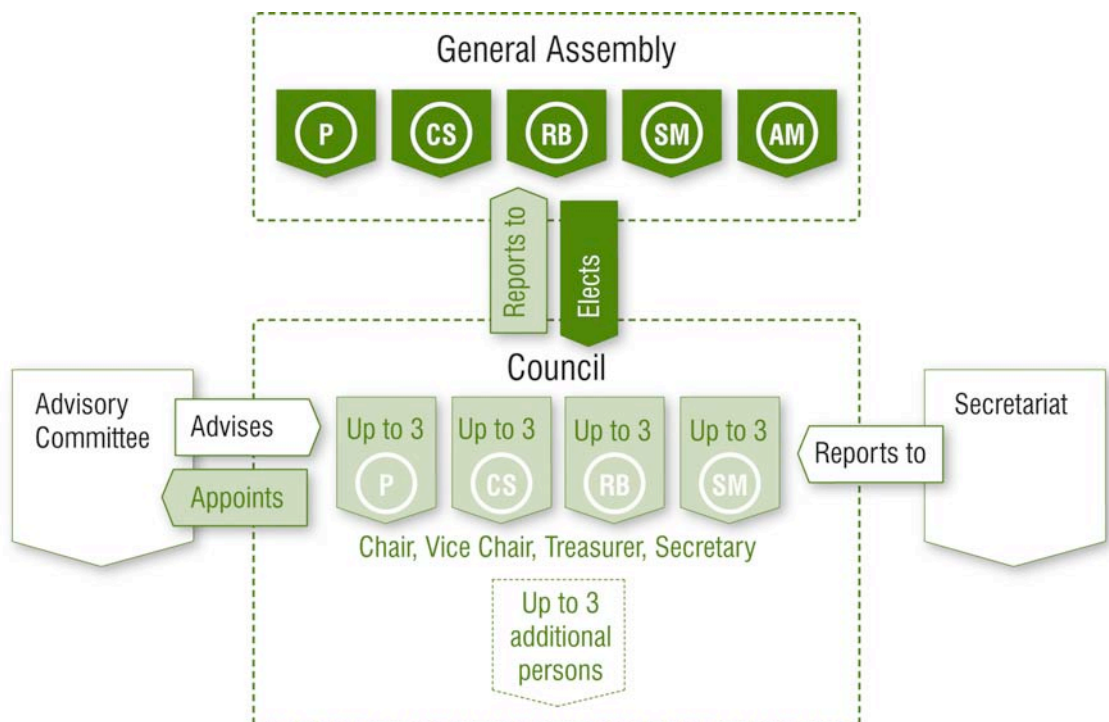 General Assembly
P
CS
RB
SM
AM
Reports to
Elects
Council
Advisory
Committee
Advises
Appoints
Up to 3
P
Up to 3
CS
Up to 3
RB
Up to 3
SM
Reports to
Secretariat
Chair, Vice Chair, Treasurer, Secretary
Up to 3
additional
persons